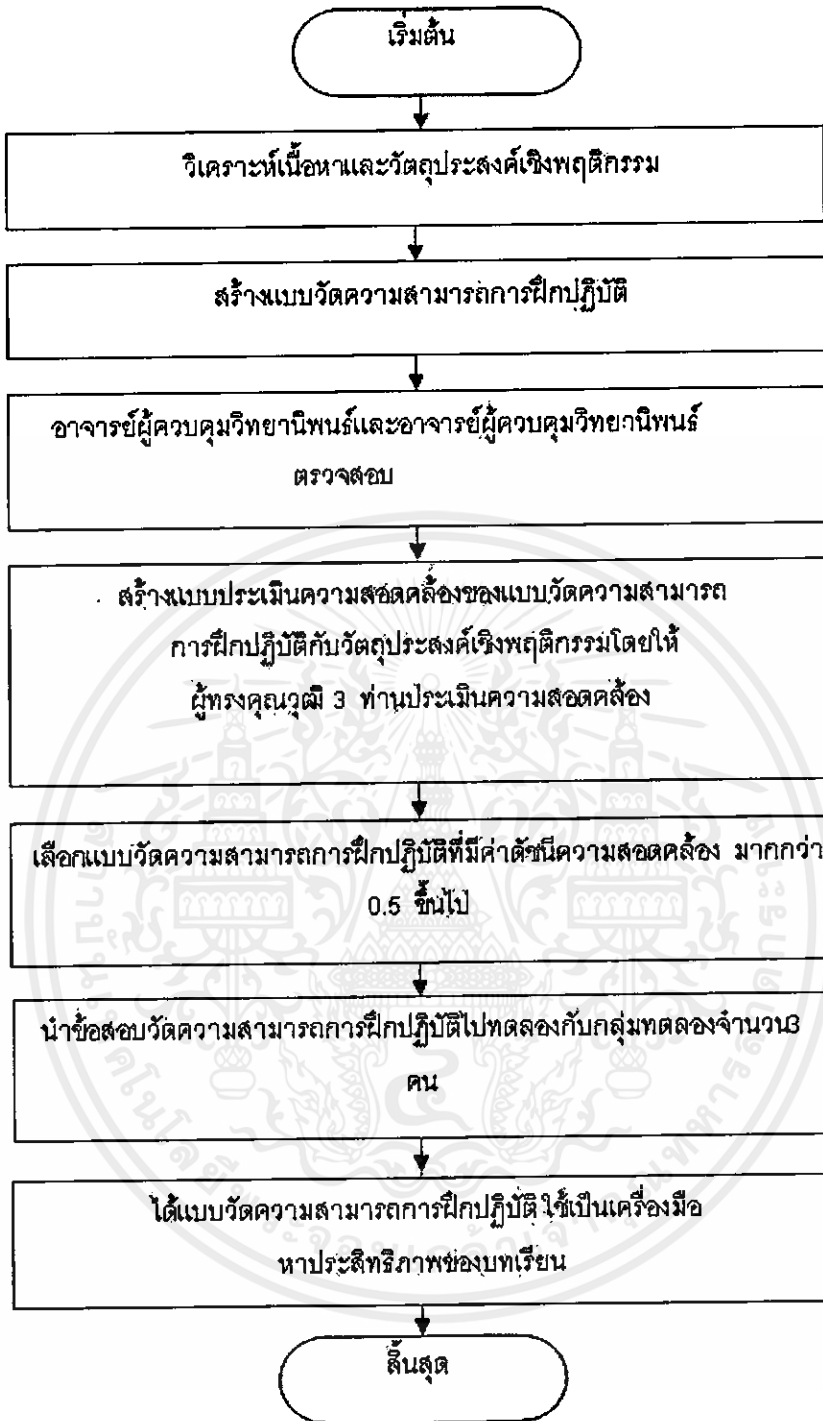 เริ่มต้น
วิเคราะห์เนื้อหาและวัตถุประสงค์เชิงพฤติกรรม
สร้างแบบวัดความสามารถการฝึกปฏิบัติ
อาจารย์ผู้ควบคุมวิทยานิพนธ์และอาจารย์ผู้ควบคุมวิทยานิพนธ์
ตรวจสอบ
สร้างแบบประเมินความสอดคล้องของแบบวัดความสามารถ
การฝึกปฏิบัติกับวัตถุประสงค์เชิงพฤติกรรมโดยให้
ผู้ทรงคุณวุฒิ 3 ท่านประเมินความสอดคล้อง
เลือกแบบวัดความสามารถการฝึกปฏิบัติที่มีค่าดัชนีความสอดคล้อง มากกว่า
0.5 ขึ้นไป
นำข้อสอบวัดความสามารถการฝึกปฏิบัติไปทดลองกับกลุ่มทดลองจำนวน3
คน
ได้แบบวัดความสามารถการฝึกปฏิบัติ ใช้เป็นเครื่องมือ
หาประสิทธิภาพของบทเรียน
สิ้นสุด